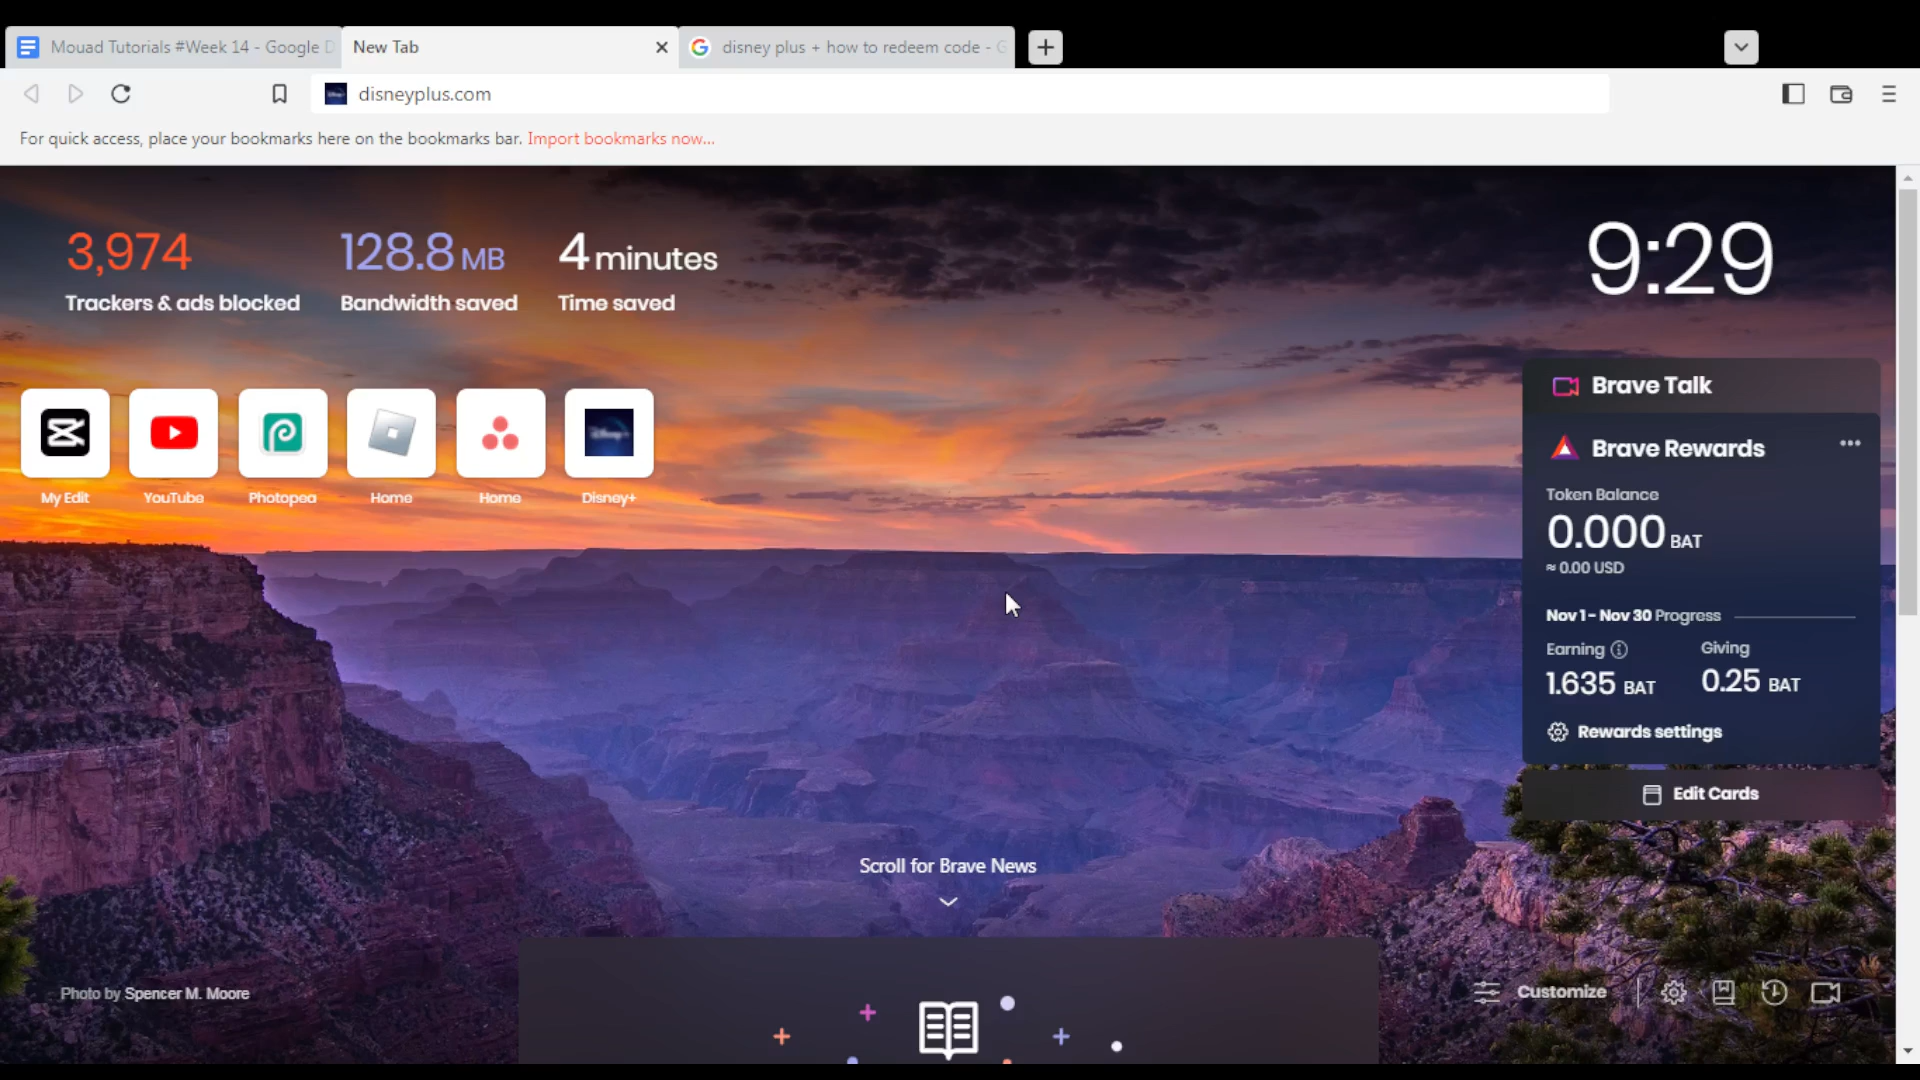 Mouad Tutorials #Week 14 - Google D
New Tab
disney plus + how to redeem code - G
disneyplus.com
For quick access, place your bookmarks here on the bookmarks bar. Import bookmarks now...
3,974
Trackers & ads blocked
128.8 MB
Bandwidth saved
4 minutes
Time saved
9:29
My Edit
YouTube
Photopea
Home
Home
Disney+
Brave Talk
Brave Rewards
Token Balance
0.000 BAT
≈ 0.00 USD
Nov 1 - Nov 30 Progress
Earning
Giving
1.635 BAT
0.25 BAT
Rewards settings
Edit Cards
Scroll for Brave News
Photo by Spencer M. Moore
Customize